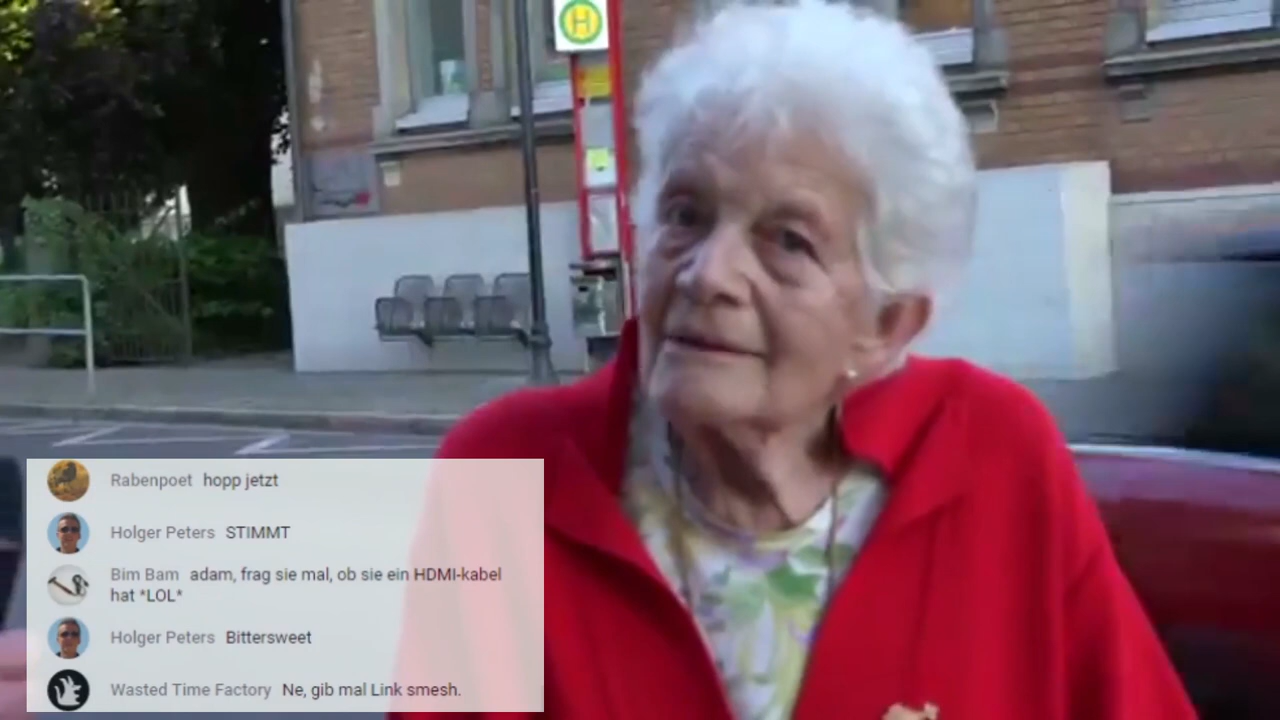 H
Rabenpoet hopp jetzt
Holger Peters STIMMT
Bim Bam adam, frag sie mal, ob sie ein HDMI-kabel
hat *LOL*
Holger Peters Bittersweet
Wasted Time Factory Ne, gib mal Link smesh.